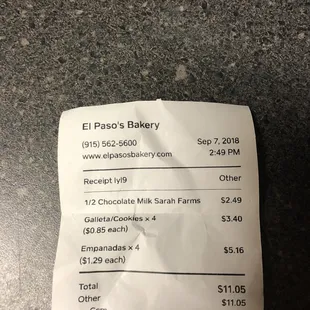 El Paso's Bakery
(915) 562-5600 Sep 7, 2018
www.elpasosbakery.com 2:49 PM
Receipt lyI9 Other
1/2 Chocolate Milk Sarah Farms $2.49
Galleta/Cookies x 4 $3.40
($0.85 each)
Empanadas x 4 $5.16
($1.29 each)
Total $11.05
Other $11.05